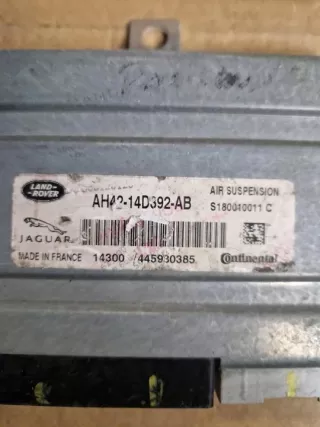 LAND-
ROVER
AH42-14D392-AB
AIR SUSPENSION
S180010011 C
JAGUAR
MADE IN FRANCE
14300
445930385
Continental